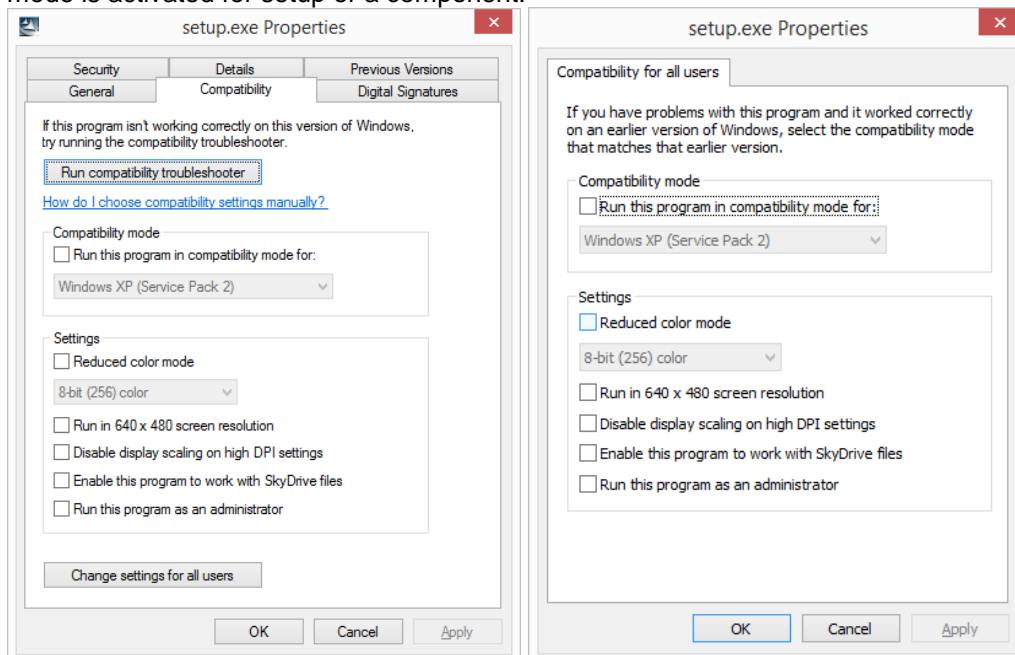 mode is activated for setup or a component.
setup.exe Properties
Security Details Previous Versions
General Compatibility Digital Signatures
If this program isn't working correctly on this version of Windows,
try running the compatibility troubleshooter.
Run compatibility troubleshooter
How do I choose compatibility settings manually?
Compatibility mode
Run this program in compatibility mode for:
Windows XP (Service Pack 2)
Settings
Reduced color mode
8-bit (256) color
Run in 640 x 480 screen resolution
Disable display scaling on high DPI settings
Enable this program to work with SkyDrive files
Run this program as an administrator
Change settings for all users
OK Cancel Apply
setup.exe Properties
Compatibility for all users
If you have problems with this program and it worked correctly
on an earlier version of Windows, select the compatibility mode
that matches that earlier version.
Compatibility mode
Run this program in compatibility mode for:
Windows XP (Service Pack 2)
Settings
Reduced color mode
8-bit (256) color
Run in 640 x 480 screen resolution
Disable display scaling on high DPI settings
Enable this program to work with SkyDrive files
Run this program as an administrator
OK Cancel Apply